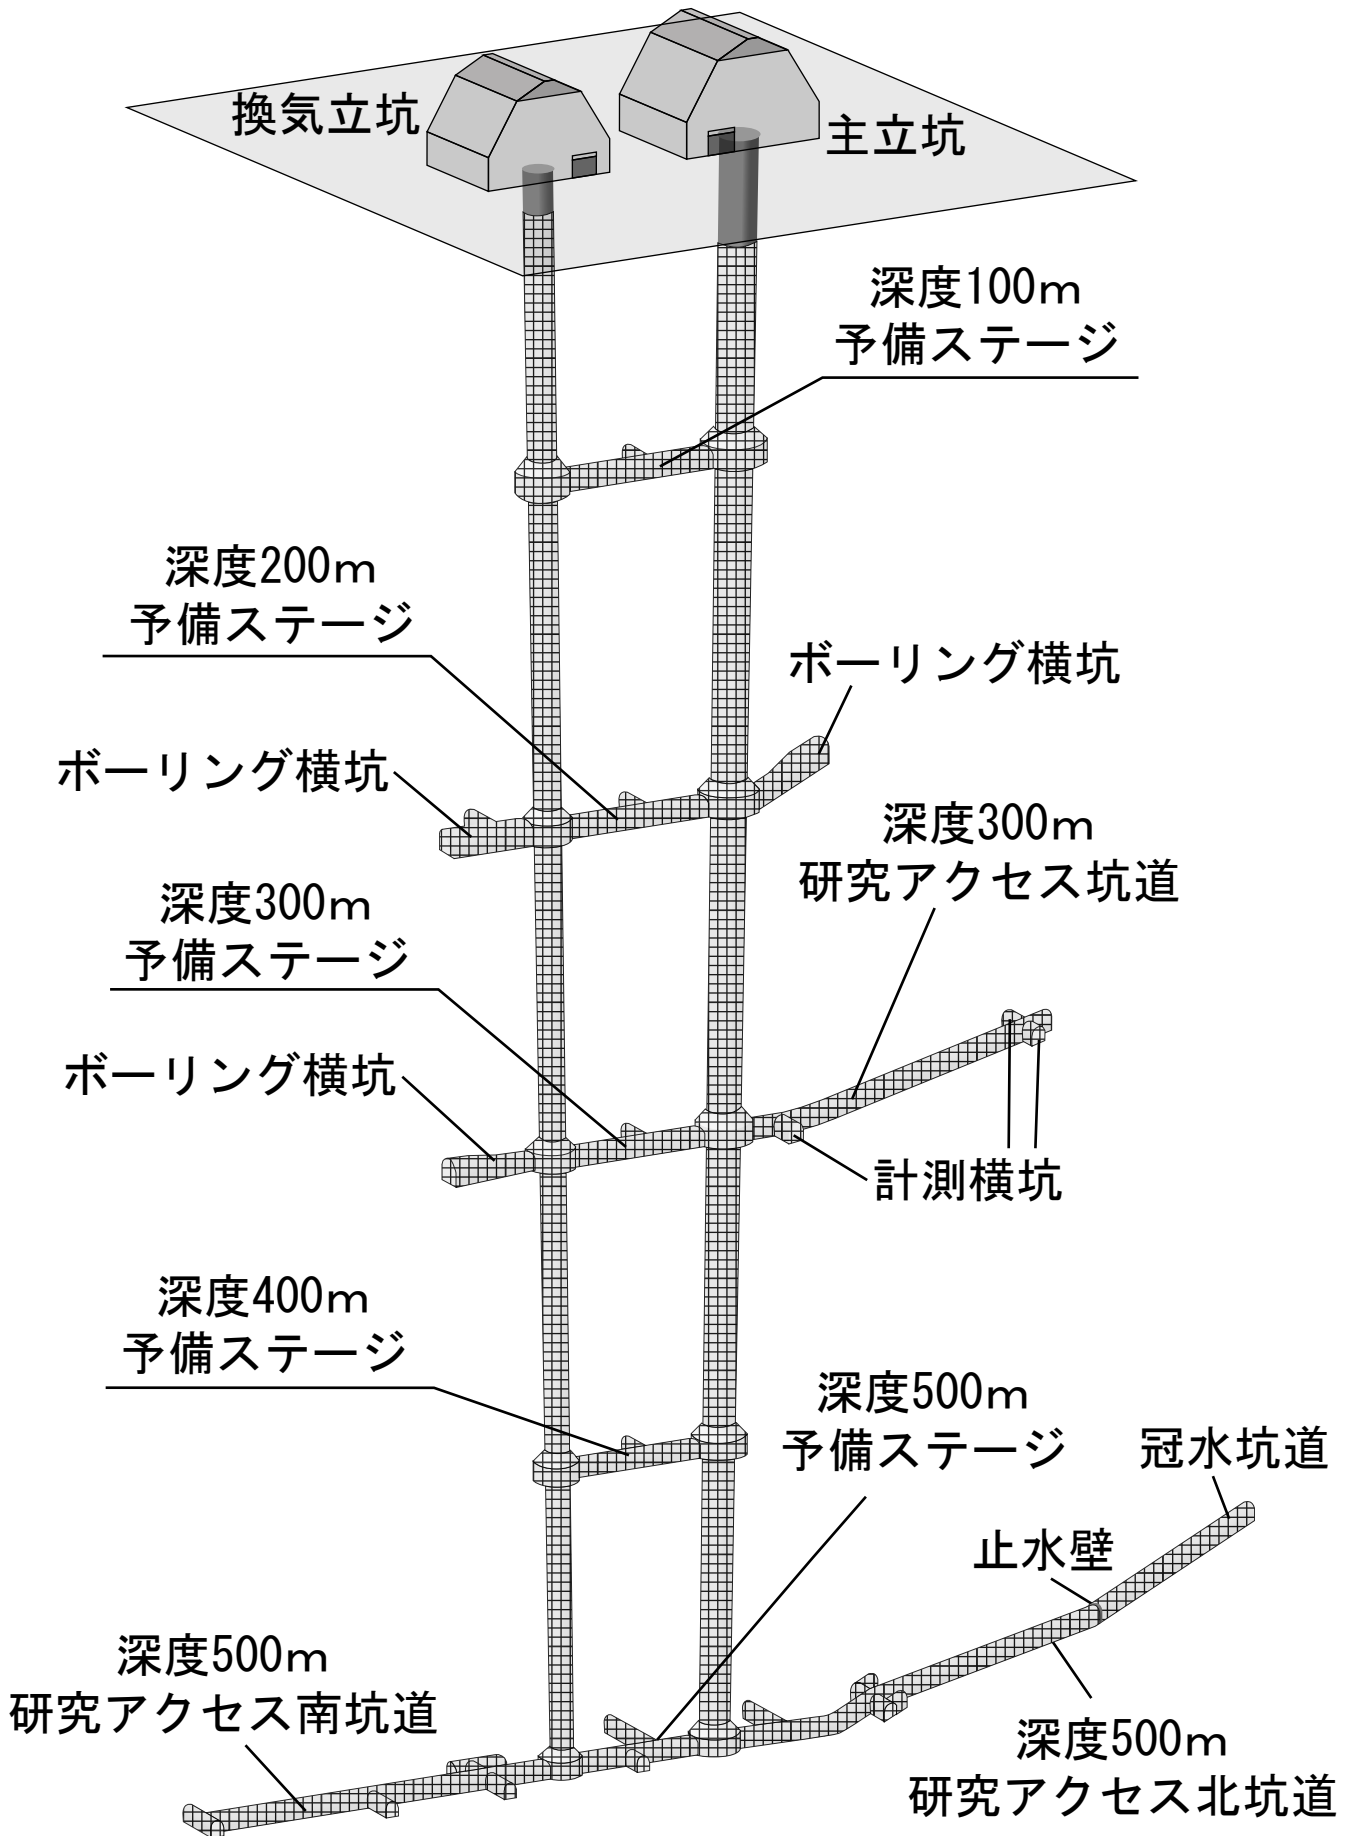 換気立坑
主立坑
深度100m
予備ステージ
深度200m
予備ステージ
ボーリング横坑
ボーリング横坑
深度300m
研究アクセス坑道
深度300m
予備ステージ
ボーリング横坑
計測横坑
深度400m
予備ステージ
深度500m
予備ステージ
冠水坑道
止水壁
深度500m
研究アクセス南坑道
深度500m
研究アクセス北坑道